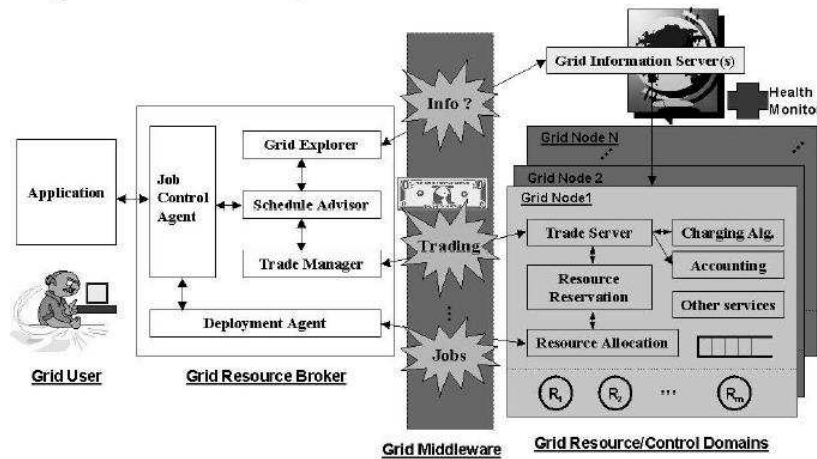 Grid Information Server(s)
Health
Monitor
Info ?
Grid Node N
Grid Explorer
Job
Control
Agent
Application
Schedule Advisor
Grid Node 2
Grid Node1
Trade Server
Charging Alg.
Trading
Trade Manager
Accounting
Resource
Reservation
Other services
Deployment Agent
Resource Allocation
Jobs
Grid User
Grid Resource Broker
R1
R2
...
Rm
Grid Middleware
Grid Resource/Control Domains